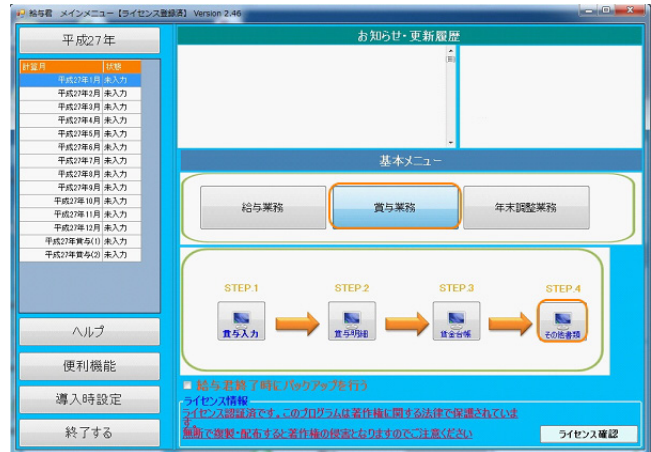 給与君 メインメニュー【ライセンス登録済】 Version 2.46
平成27年
お知らせ・更新履歴
計算月 状態
平成27年1月 未入力
平成27年2月 未入力
平成27年3月 未入力
平成27年4月 未入力
平成27年5月 未入力
平成27年6月 未入力
平成27年7月 未入力
平成27年8月 未入力
平成27年9月 未入力
平成27年10月 未入力
平成27年11月 未入力
平成27年12月 未入力
平成27年賞与(1) 未入力
平成27年賞与(2) 未入力
基本メニュー
給与業務 賞与業務 年末調整業務
STEP.1 STEP.2 STEP.3 STEP.4
賞与入力 賞与明細 賃金台帳 その他書類
ヘルプ
便利機能
導入時設定
終了する
給与君終了時にバックアップを行う
ライセンス情報
ライセンス認証済です。このプログラムは著作権に関する法律で保護されていま
す。
無断で複製・配布すると著作権の侵害となりますのでご注意ください
ライセンス確認